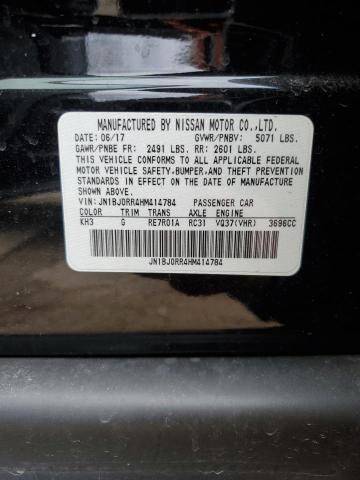 MANUFACTURED BY NISSAN MOTOR CO.,LTD.
DATE: 06/17 GVWR/PNBV: 5071 LBS.
GAWR/PNBE FR: 2491 LBS. RR: 2601 LBS.
THIS VEHICLE CONFORMS TO ALL APPLICABLE FEDERAL
MOTOR VEHICLE SAFETY,BUMPER,AND THEFT PREVENTION
STANDARDS IN EFFECT ON THE DATE OF MANUFACTURE
SHOWN ABOVE.
VIN: JN1BJ0RR4HM414784 PASSENGER CAR
COLOR TRIM TRANS AXLE ENGINE
KH3 G RE7R01A RC31 VQ37(VHR) 3696CC
JN1BJ0RR4HM414784